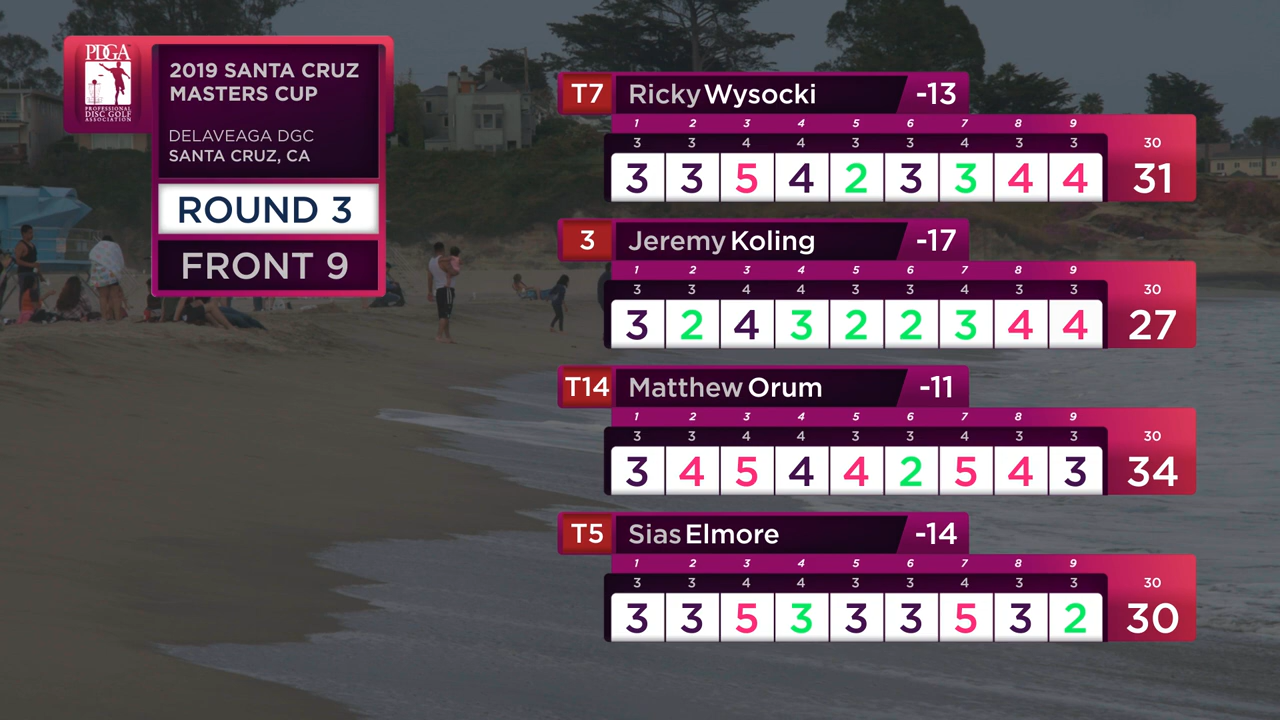 PDGA
PROFESSIONAL
DISC GOLF
ASSOCIATION
2019 SANTA CRUZ
MASTERS CUP
DELAVEAGA DGC
SANTA CRUZ, CA
ROUND 3
FRONT 9
T7 Ricky Wysocki -13
1 2 3 4 5 6 7 8 9
3 3 4 4 3 3 4 3 3 30
3 3 5 4 2 3 3 4 4 31
3 Jeremy Koling -17
1 2 3 4 5 6 7 8 9
3 3 4 4 3 3 4 3 3 30
3 2 4 3 2 2 3 4 4 27
T14 Matthew Orum -11
1 2 3 4 5 6 7 8 9
3 3 4 4 3 3 4 3 3 30
3 4 5 4 4 2 5 4 3 34
T5 Sias Elmore -14
1 2 3 4 5 6 7 8 9
3 3 4 4 3 3 4 3 3 30
3 3 5 3 3 3 5 3 2 30